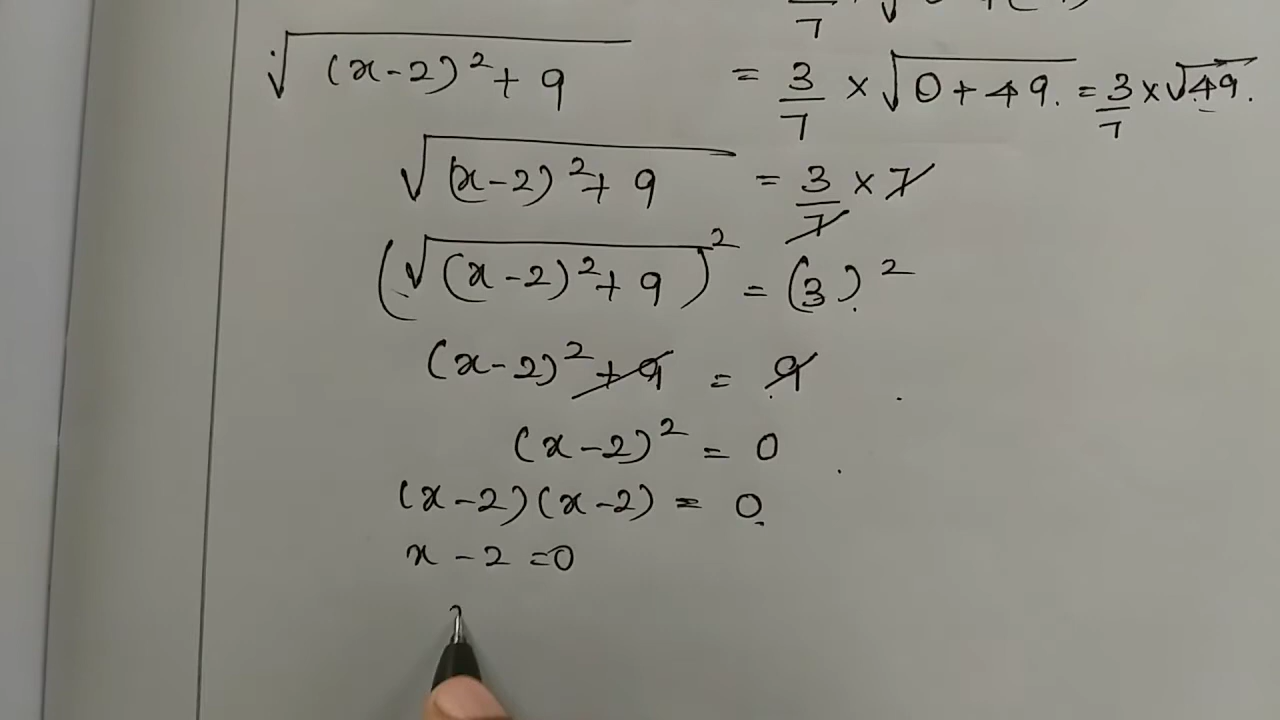 √((x-2)²+9) = 3/7 × √(0+49) = 3/7 × √49.
√((x-2)²+9) = 3/7 × 7
(√((x-2)²+9))² = (3)²
(x-2)²+9 = 9
(x-2)² = 0
(x-2)(x-2) = 0
x-2=0